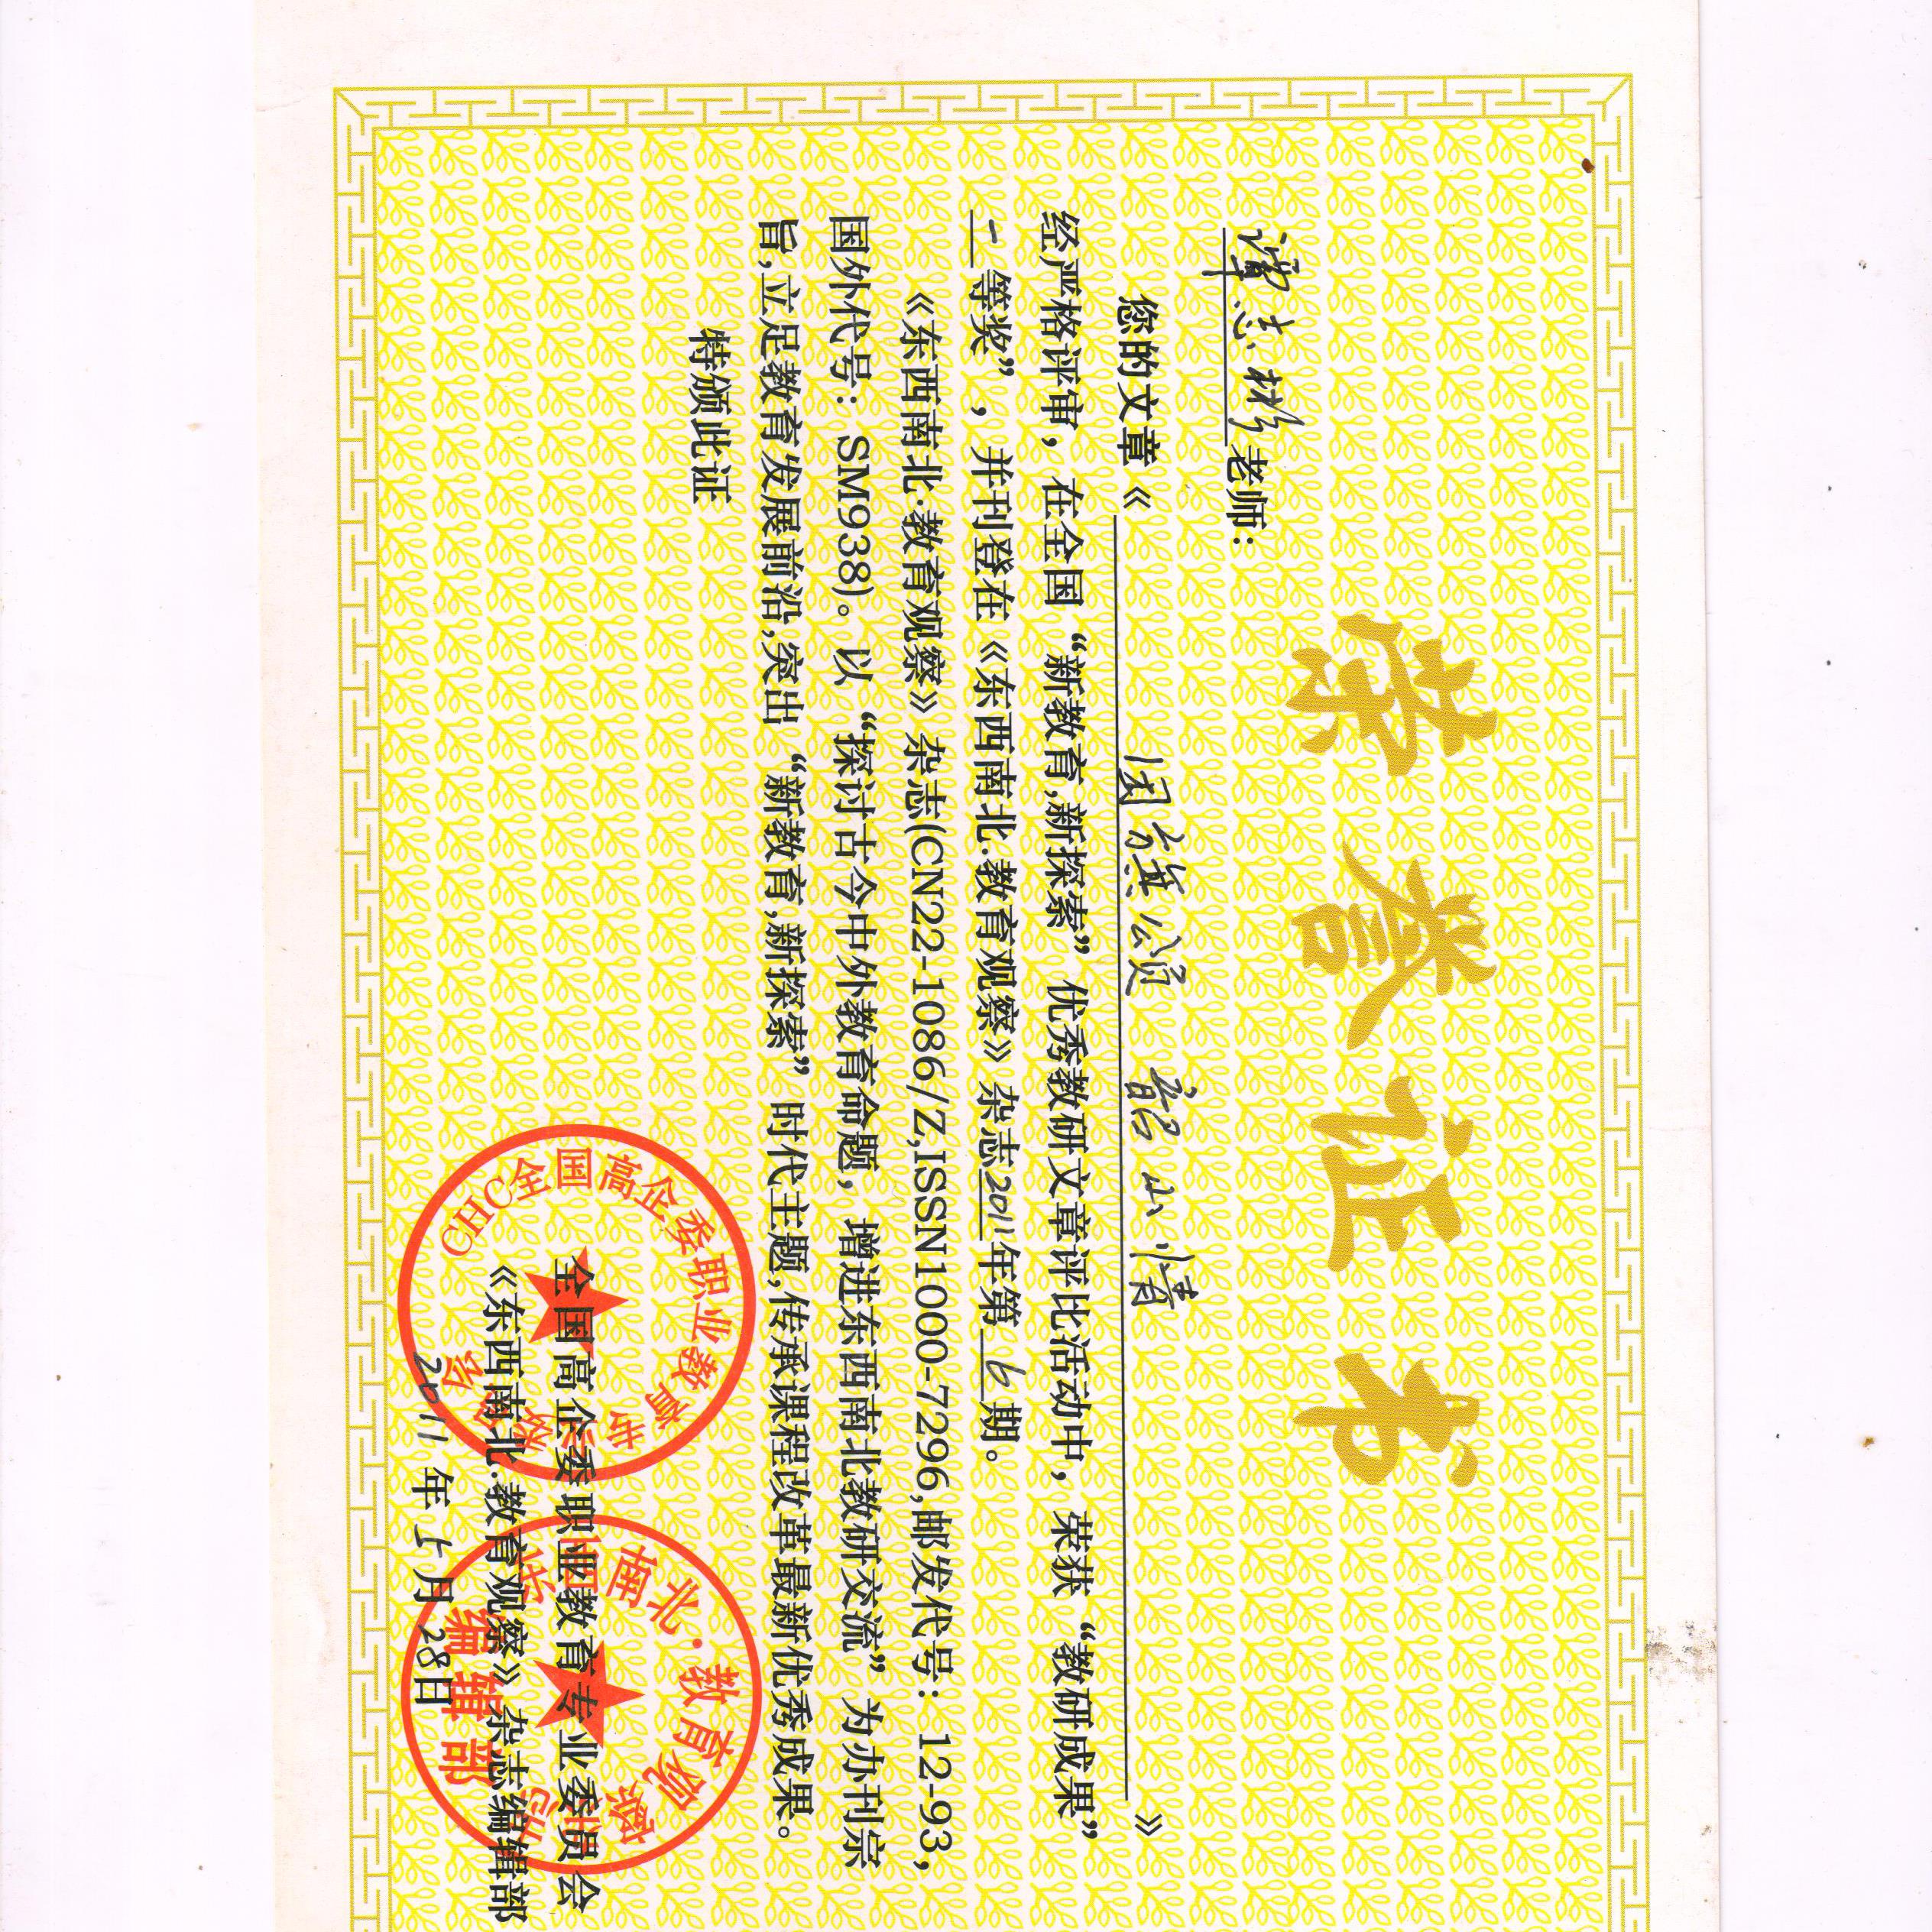 荣誉证书
谭志彬老师：
您的文章《 国旗公颂 韶山情 》
经严格评审，在全国“新教育,新探索”优秀教研文章评比活动中，荣获“教研成果”
一等奖”，并刊登在《东西南北.教育观察》杂志2011年第6期。
《东西南北·教育观察》杂志(CN22-1086/Z,ISSN1000-7296,邮发代号：12-93,
国外代号：SM938)。以“探讨古今中外教育命题，增进东西南北教研交流”为办刊宗
旨,立足教育发展前沿,突出“新教育,新探索”时代主题,传承课程改革最新优秀成果。
特颁此证
全国高企委职业教育专业委员会
《东西南北.教育观察》杂志编辑部
2011年5月28日
CHC全国高企委职业教育专业委员会
东西南北·教育观察杂志
编辑部